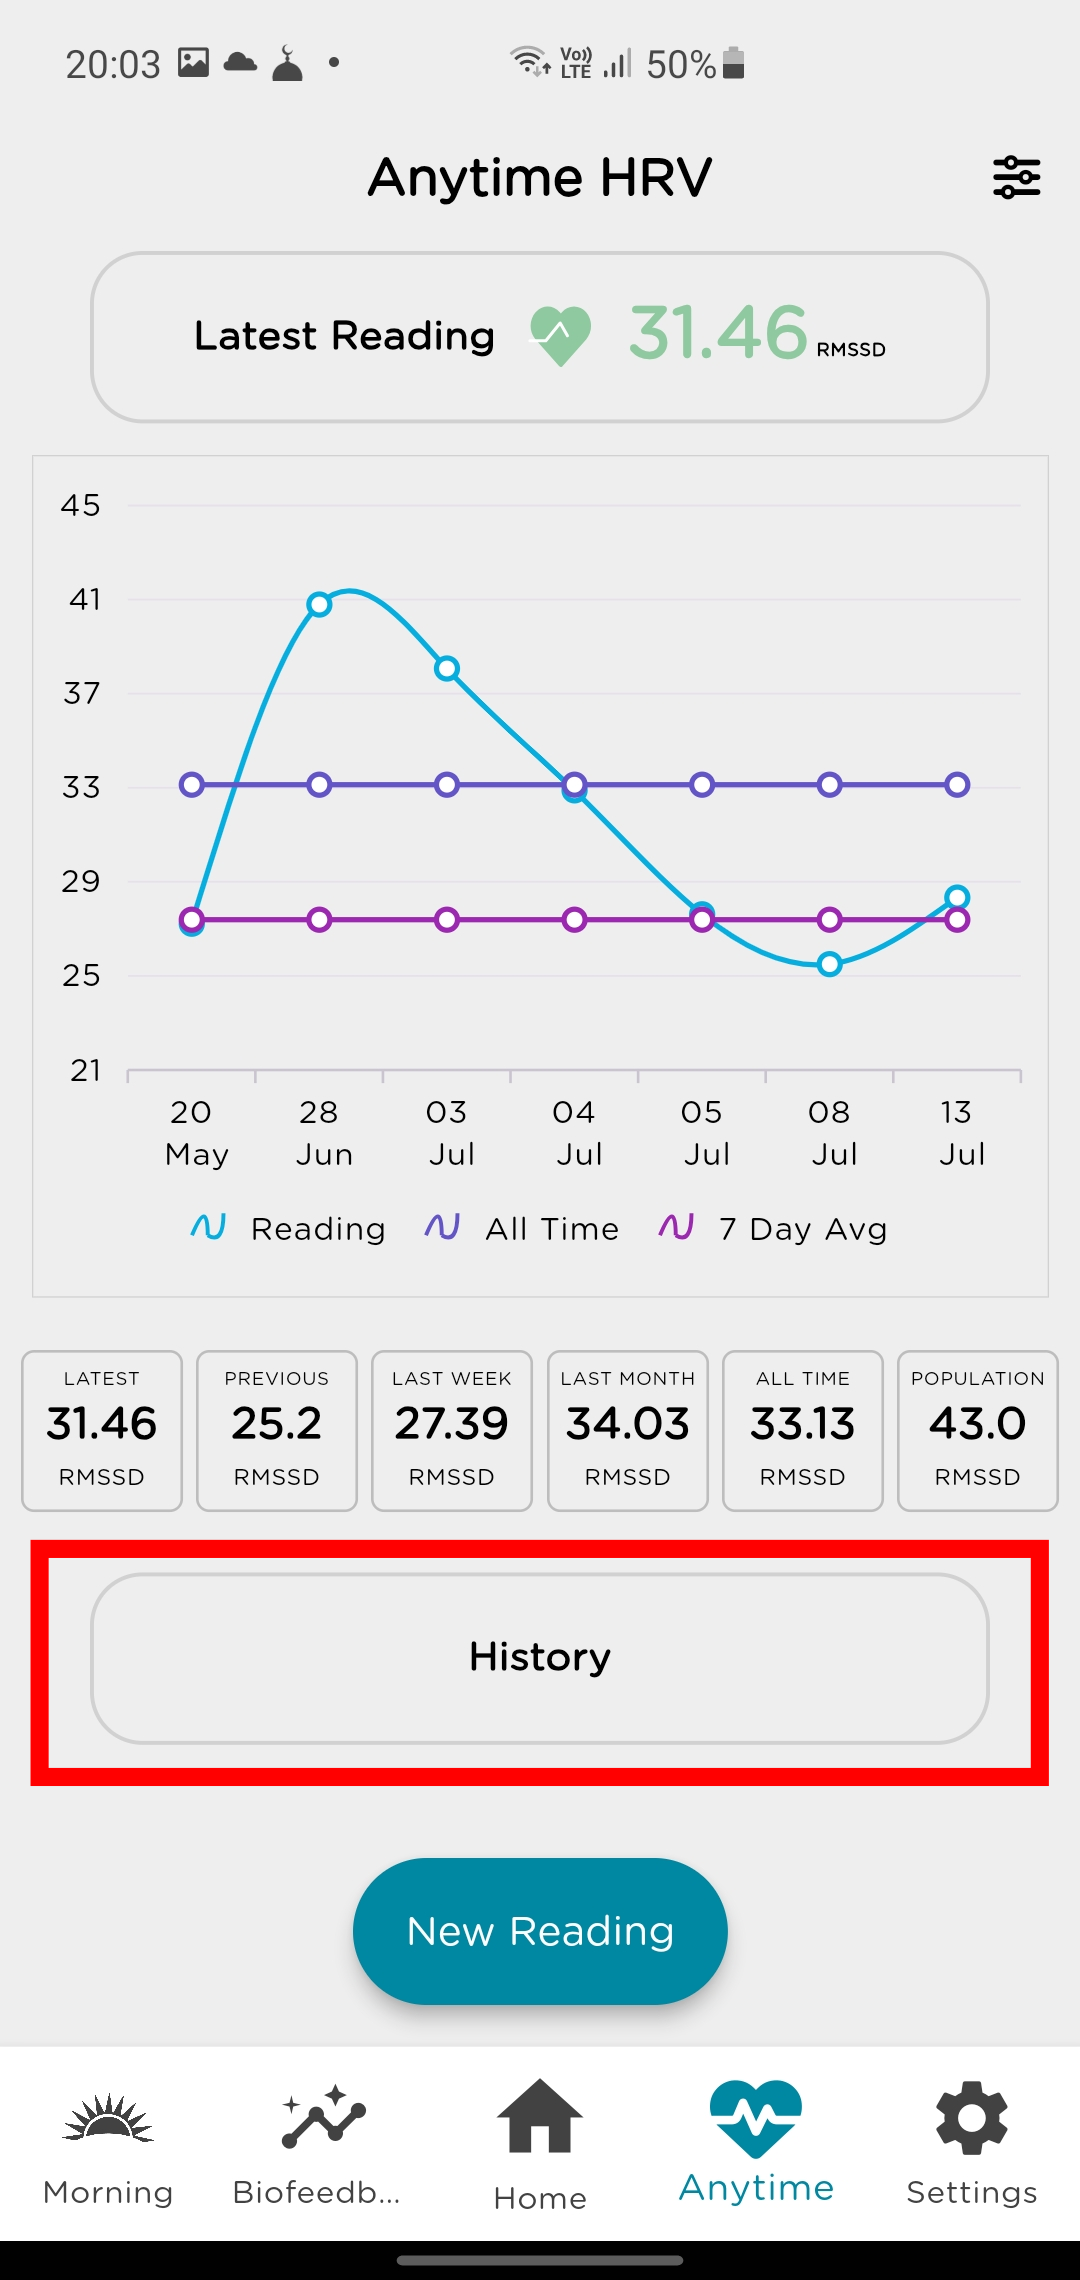 20:03 Vo)) LTE 50%
Anytime HRV
Latest Reading 31.46 RMSSD
45
41
37
33
29
25
21
20 May 28 Jun 03 Jul 04 Jul 05 Jul 08 Jul 13 Jul
Reading All Time 7 Day Avg
LATEST PREVIOUS LAST WEEK LAST MONTH ALL TIME POPULATION
31.46 25.2 27.39 34.03 33.13 43.0
RMSSD RMSSD RMSSD RMSSD RMSSD RMSSD
History
New Reading
Morning Biofeedb... Home Anytime Settings